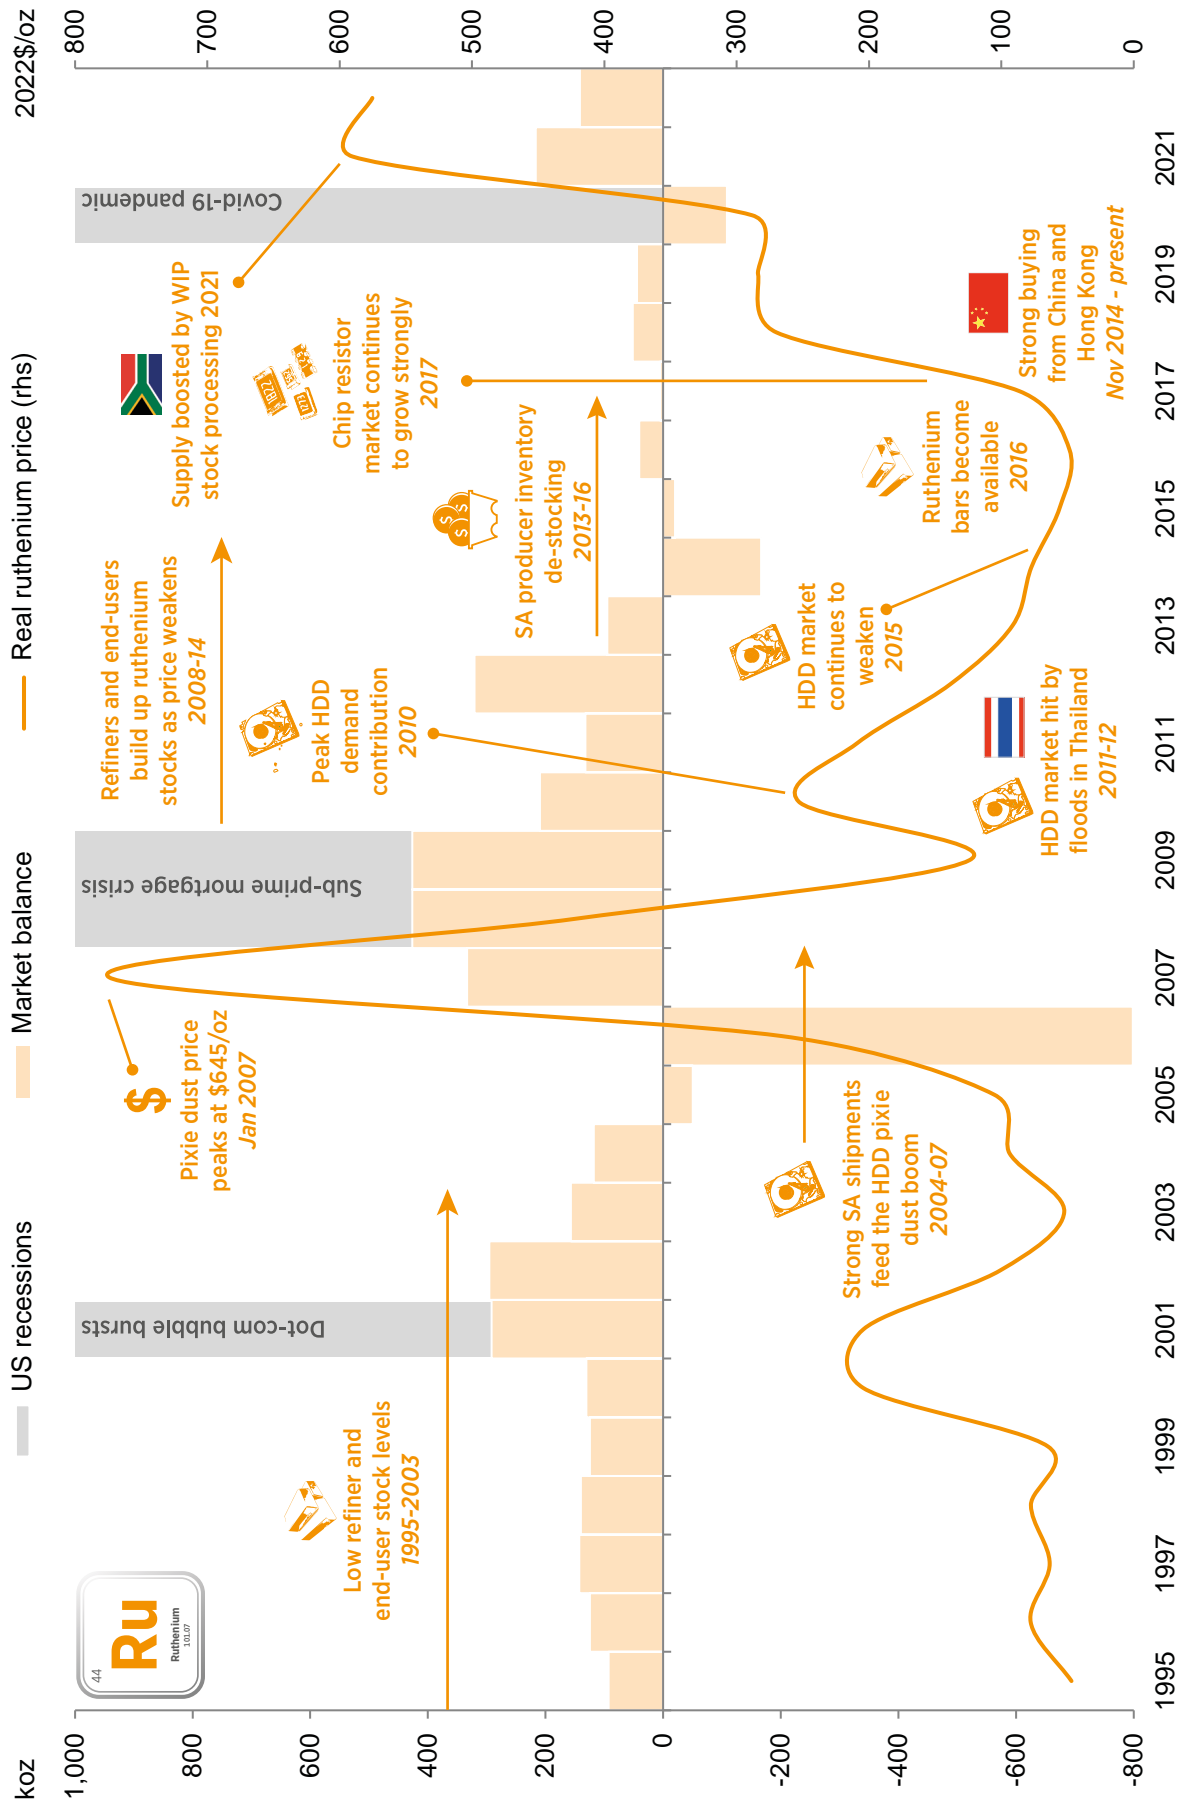 koz
US recessions
Market balance
Real ruthenium price (rhs)
2022$/oz
1,000
800
600
400
200
0
-200
-400
-600
-800
800
700
600
500
400
300
200
100
0
44
Ru
Ruthenium
101.07
Low refiner and
end-user stock levels
1995-2003
Dot-com bubble bursts
Pixie dust price
peaks at $645/oz
Jan 2007
Strong SA shipments
feed the HDD pixie
dust boom
2004-07
Sub-prime mortgage crisis
Refiners and end-users
build up ruthenium
stocks as price weakens
2008-14
Peak HDD
demand
contribution
2010
HDD market hit by
floods in Thailand
2011-12
SA producer inventory
de-stocking
2013-16
HDD market
continues to
weaken
2015
Ruthenium
bars become
available
2016
Chip resistor
market continues
to grow strongly
2017
Supply boosted by WIP
stock processing 2021
Strong buying
from China and
Hong Kong
Nov 2014 - present
Covid-19 pandemic
1995
1997
1999
2001
2003
2005
2007
2009
2011
2013
2015
2017
2019
2021